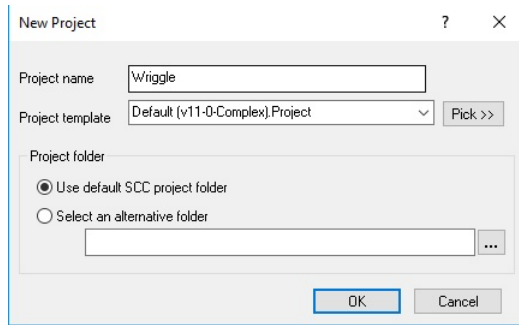 New Project ?
Project name Wriggle
Project template Default (v11-0-Complex).Project Pick >>
Project folder
Use default SCC project folder
Select an alternative folder
...
OK Cancel